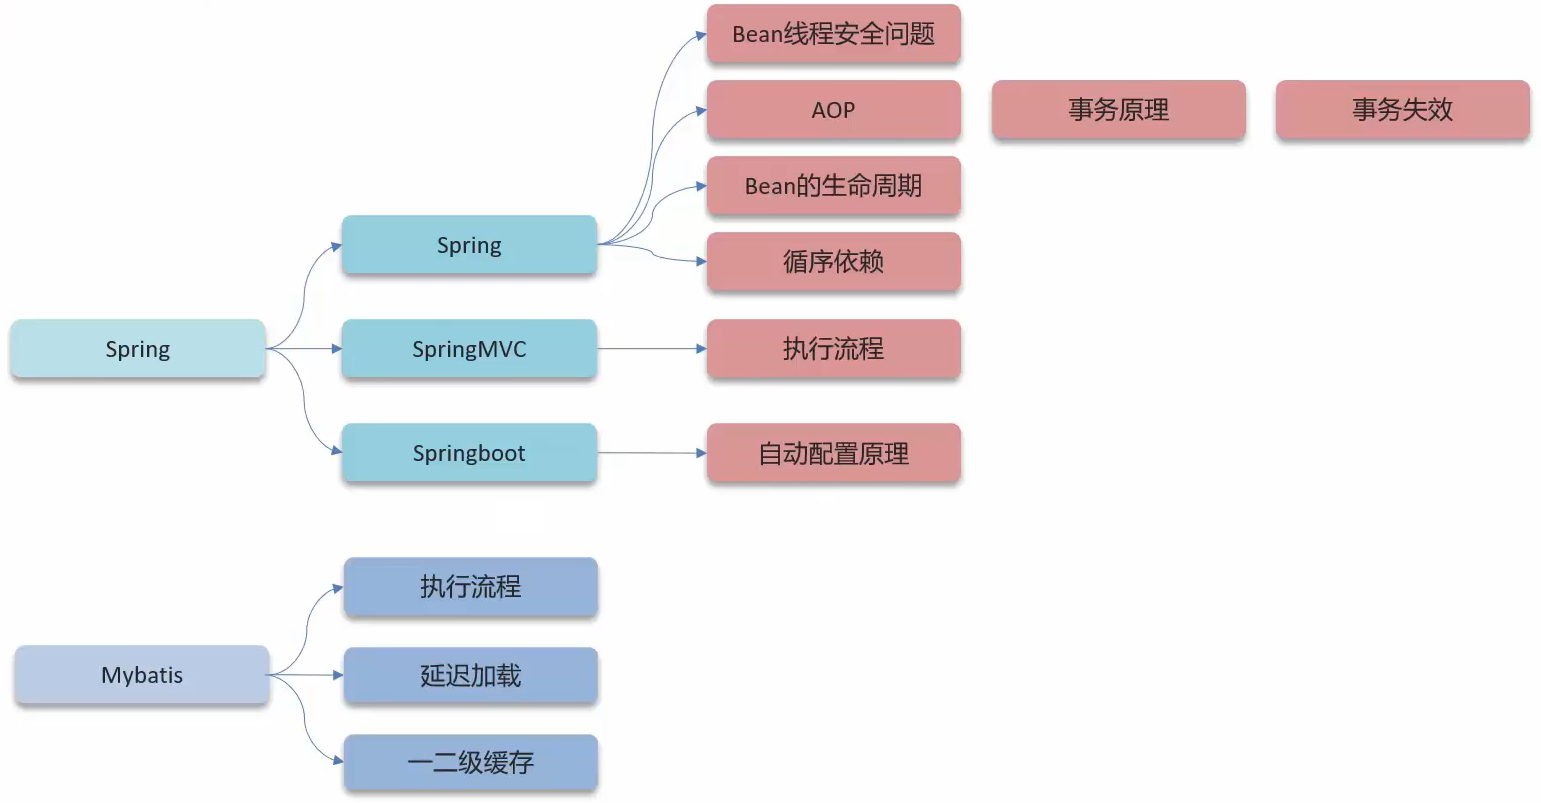 Bean线程安全问题
AOP
事务原理
事务失效
Bean的生命周期
循序依赖
Spring
Spring
SpringMVC
执行流程
Springboot
自动配置原理
执行流程
Mybatis
延迟加载
一二级缓存